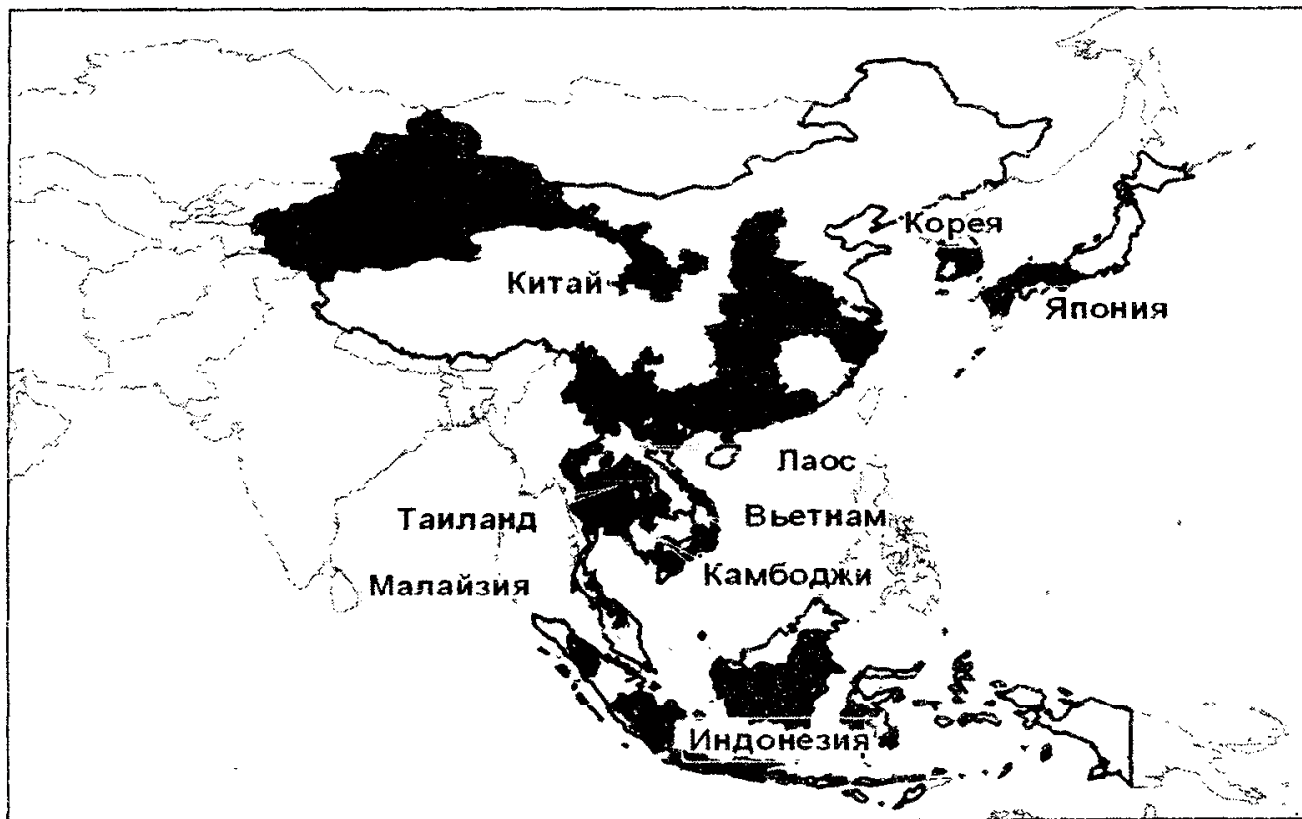 Корея
Китай
Япония
Лаос
Таиланд
Вьетнам
Малайзия
Камбоджи
Индонезия